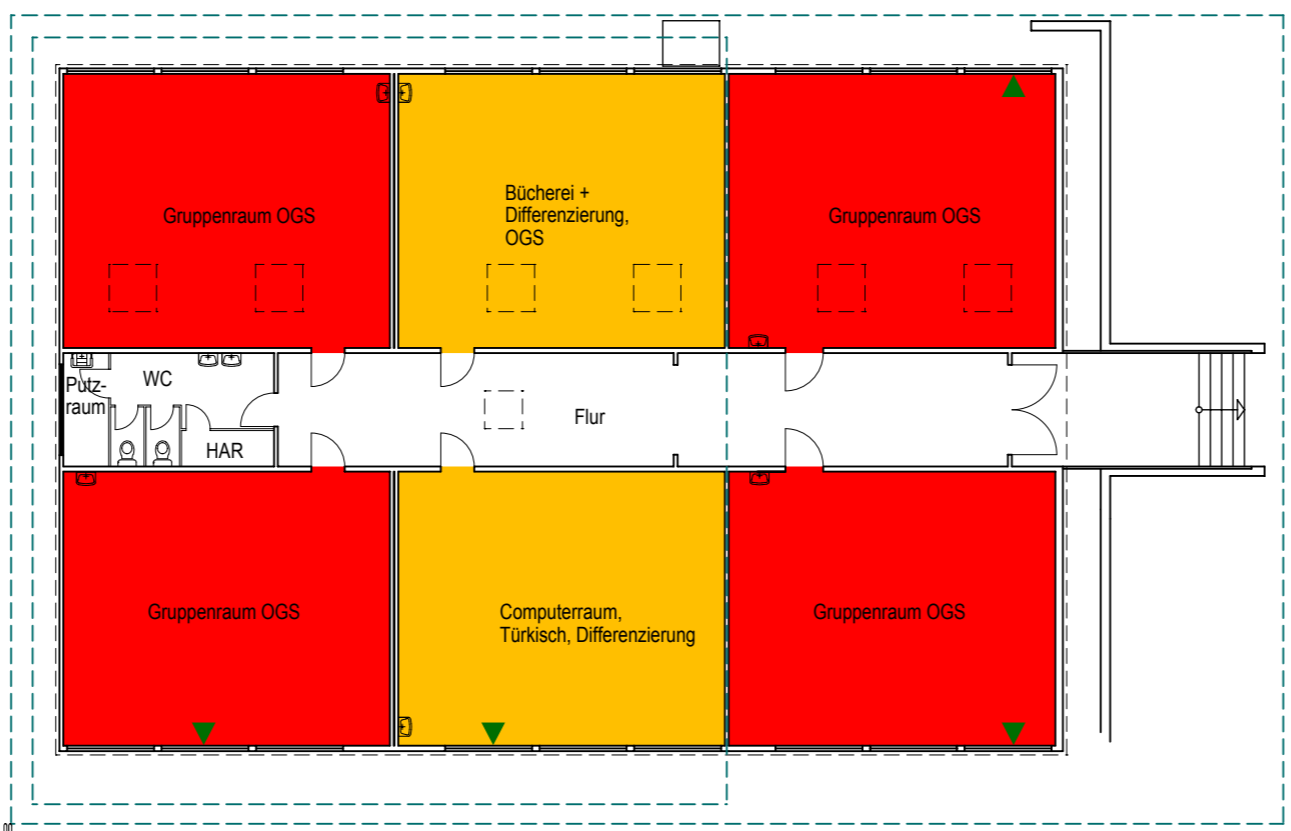 Gruppenraum OGS
Bücherei +
Differenzierung,
OGS
Gruppenraum OGS
Putz-
raum
WC
HAR
Flur
Gruppenraum OGS
Computerraum,
Türkisch, Differenzierung
Gruppenraum OGS